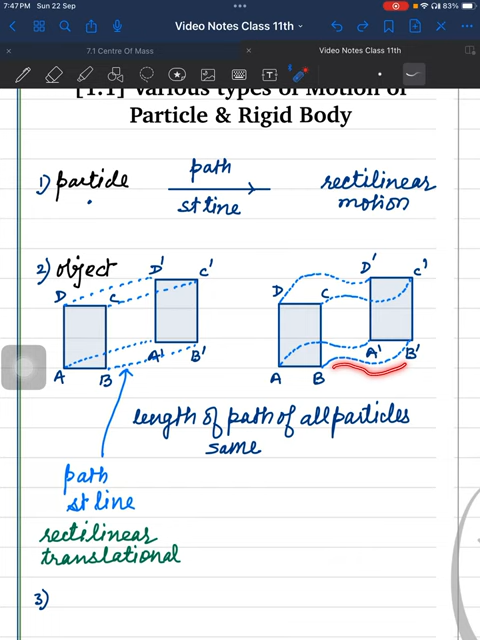 7:47 PM Sun 22 Sep
83%
Video Notes Class 11th
7.1 Centre Of Mass
Video Notes Class 11th
[1.1] Various types of Motion of
Particle & Rigid Body
1) particle
path
st line
rectilinear
motion
2) object
D C D' C'
A B A' B'
D C D' C'
A B A' B'
length of path of all particles
same
path
st line
rectilinear
translational
3)